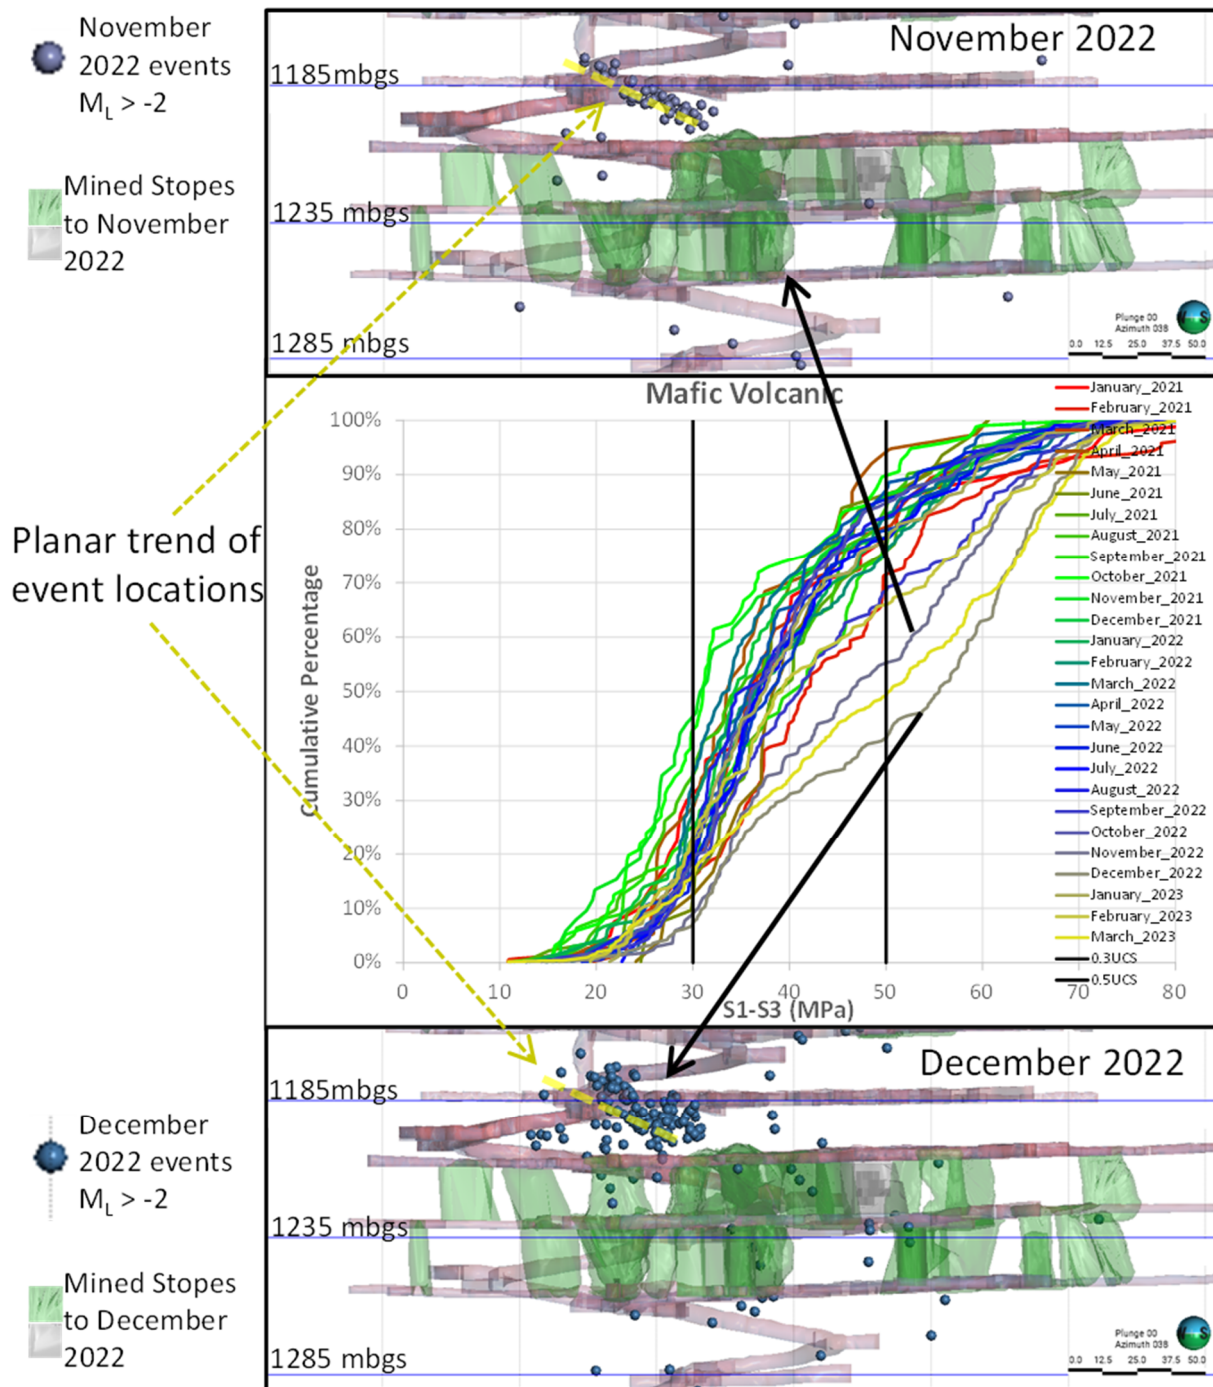 November
2022 events
M_L > -2
Mined Stopes
to November
2022
November 2022
1185mbgs
1235 mbgs
1285 mbgs
Plunge 00
Azimuth 038
0.0 12.5 25.0 37.5 50.0
S
Planar trend of
event locations
Mafic Volcanic
Cumulative Percentage
100%
90%
80%
70%
60%
50%
40%
30%
20%
10%
0%
0 10 20 30 40 50 60 70 80
S1-S3 (MPa)
January_2021
February_2021
March_2021
April_2021
May_2021
June_2021
July_2021
August_2021
September_2021
October_2021
November_2021
December_2021
January_2022
February_2022
March_2022
April_2022
May_2022
June_2022
July_2022
August_2022
September_2022
October_2022
November_2022
December_2022
January_2023
February_2023
March_2023
0.3UCS
0.5UCS
December
2022 events
M_L > -2
Mined Stopes
to December
2022
December 2022
1185mbgs
1235 mbgs
1285 mbgs
Plunge 00
Azimuth 038
0.0 12.5 25.0 37.5 50.0
S